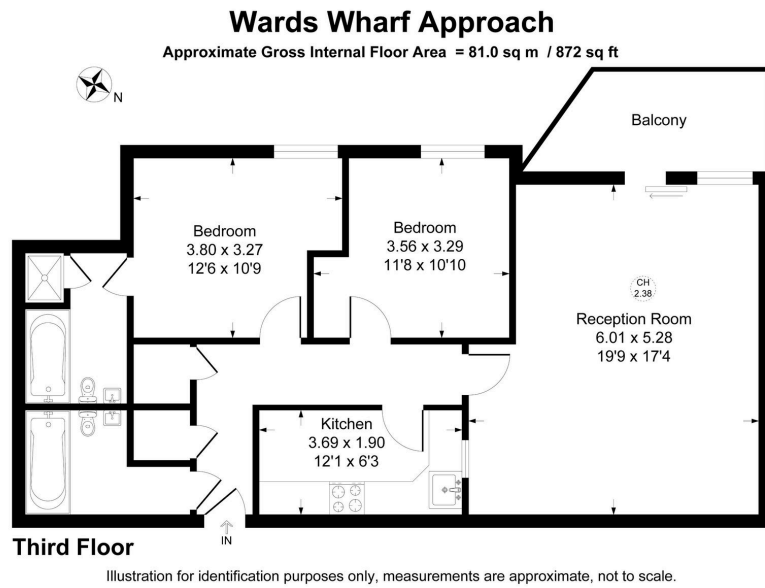 Wards Wharf Approach
Approximate Gross Internal Floor Area = 81.0 sq m / 872 sq ft
N
Balcony
Bedroom
3.80 x 3.27
12'6 x 10'9
Bedroom
3.56 x 3.29
11'8 x 10'10
CH
2.38
Reception Room
6.01 x 5.28
19'9 x 17'4
Kitchen
3.69 x 1.90
12'1 x 6'3
IN
Third Floor
Illustration for identification purposes only, measurements are approximate, not to scale.